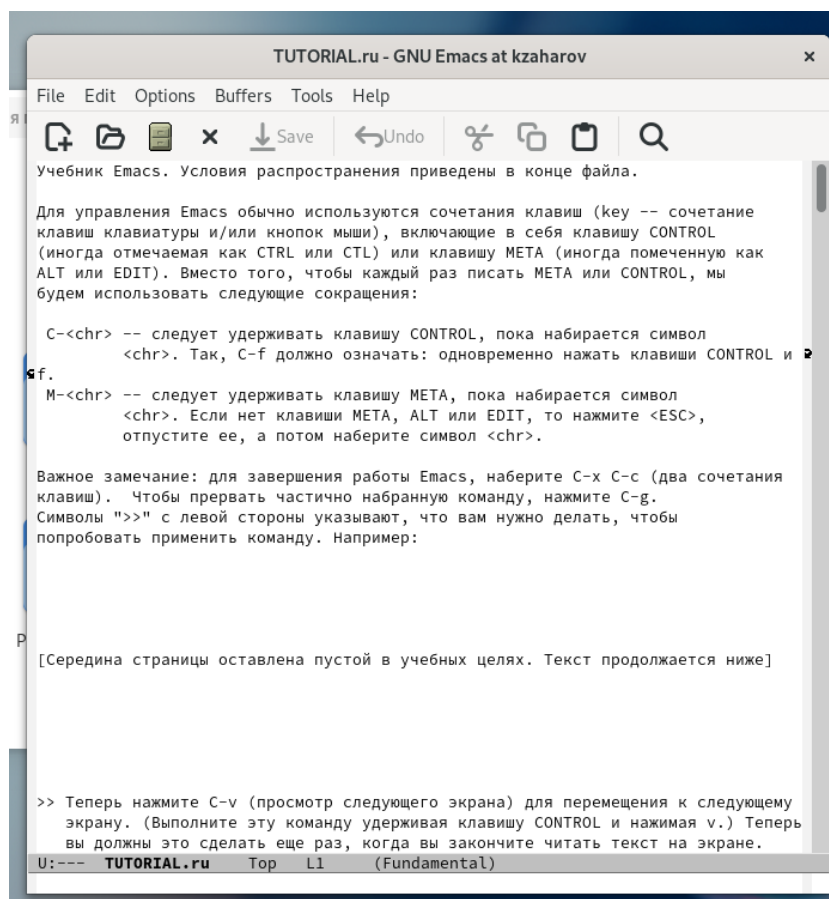 TUTORIAL.ru - GNU Emacs at kzaharov
File Edit Options Buffers Tools Help
Save Undo
Учебник Emacs. Условия распространения приведены в конце файла.
Для управления Emacs обычно используются сочетания клавиш (key -- сочетание
клавиш клавиатуры и/или кнопок мыши), включающие в себя клавишу CONTROL
(иногда отмечаемая как CTRL или CTL) или клавишу META (иногда помеченную как
ALT или EDIT). Вместо того, чтобы каждый раз писать META или CONTROL, мы
будем использовать следующие сокращения:
C-<chr> -- следует удерживать клавишу CONTROL, пока набирается символ
<chr>. Так, C-f должно означать: одновременно нажать клавиши CONTROL и
f.
M-<chr> -- следует удерживать клавишу META, пока набирается символ
<chr>. Если нет клавиши META, ALT или EDIT, то нажмите <ESC>,
отпустите ее, а потом наберите символ <chr>.
Важное замечание: для завершения работы Emacs, наберите C-x C-c (два сочетания
клавиш).  Чтобы прервать частично набранную команду, нажмите C-g.
Символы ">>" с левой стороны указывают, что вам нужно делать, чтобы
попробовать применить команду. Например:
[Середина страницы оставлена пустой в учебных целях. Текст продолжается ниже]
>> Теперь нажмите C-v (просмотр следующего экрана) для перемещения к следующему
экрану. (Выполните эту команду удерживая клавишу CONTROL и нажимая v.) Теперь
вы должны это сделать еще раз, когда вы закончите читать текст на экране.
U:--- TUTORIAL.ru Top L1 (Fundamental)